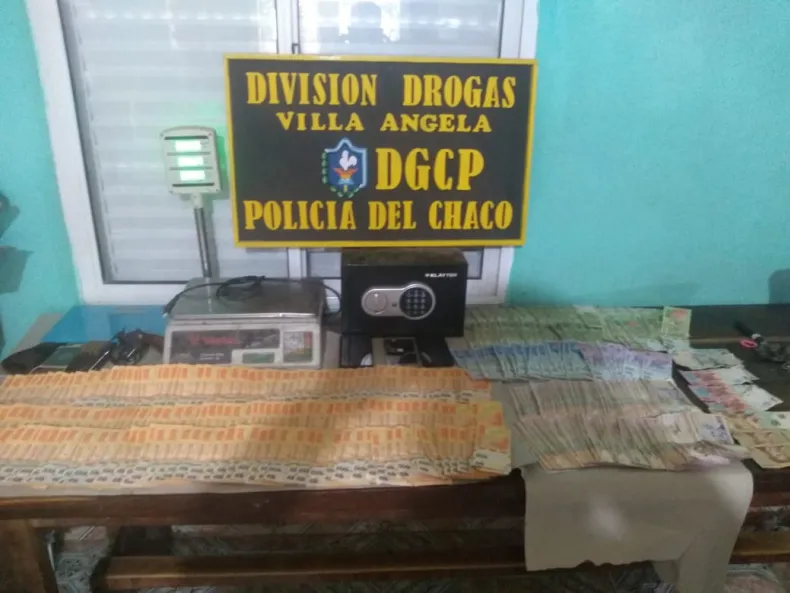 DIVISION DROGAS
VILLA ANGELA
DGCP
POLICIA DEL CHACO